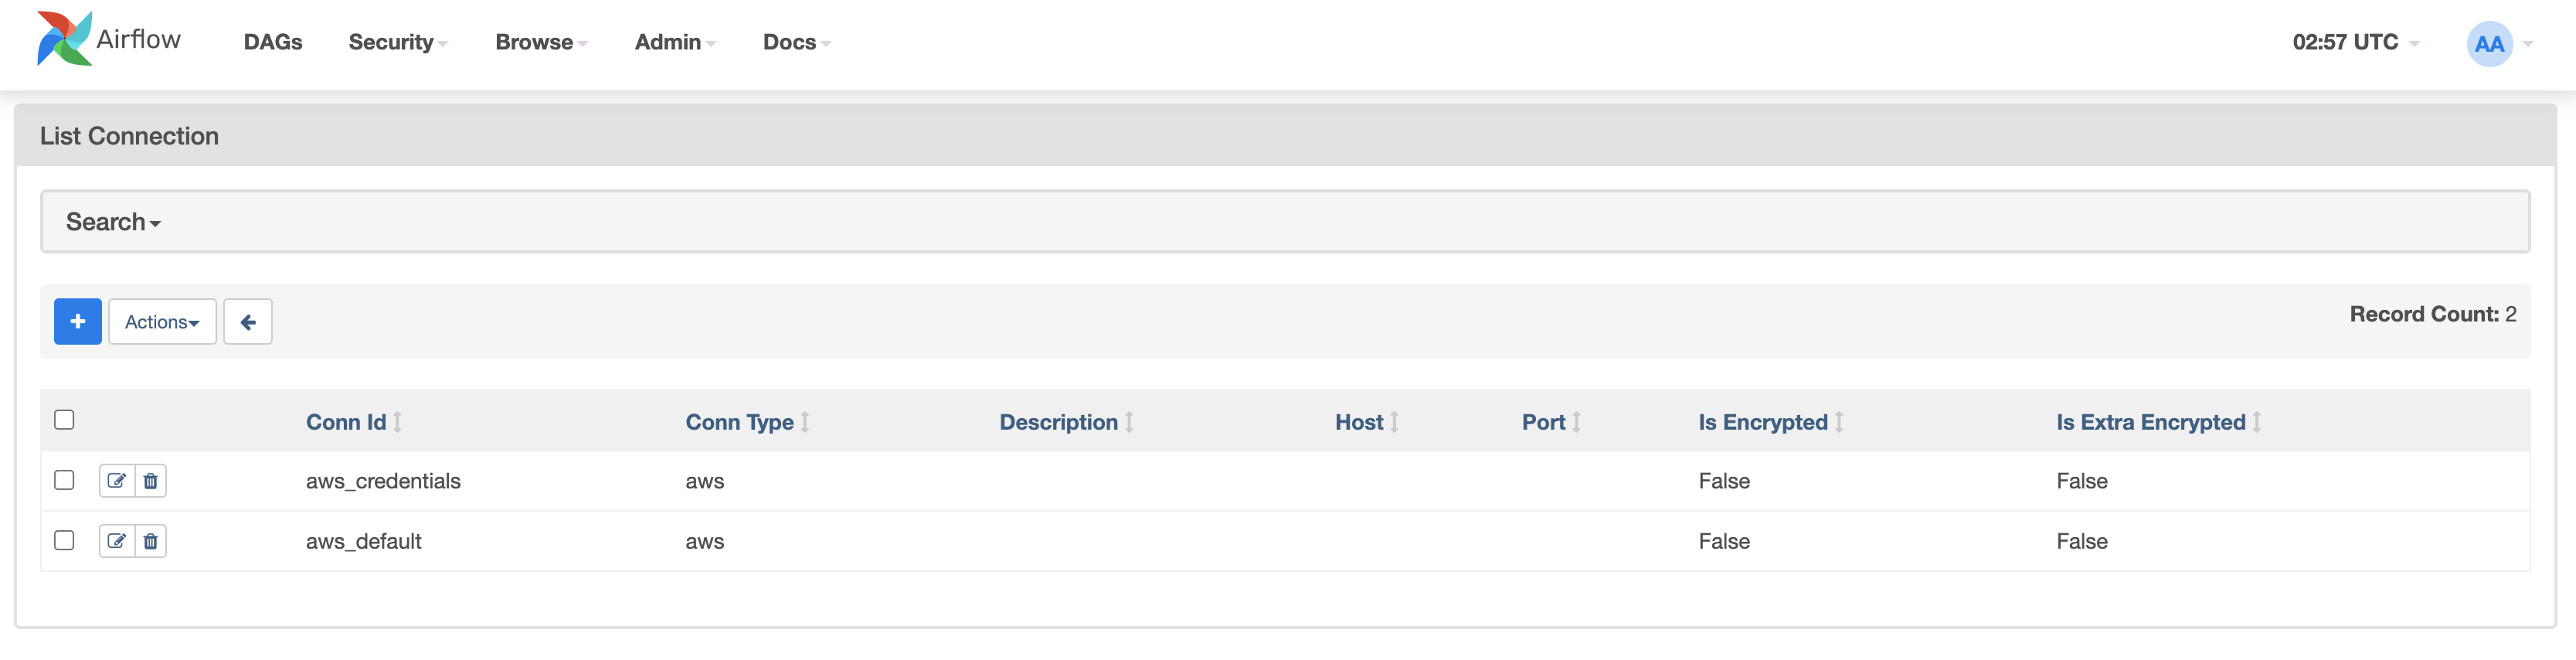 Airflow DAGs Security Browse Admin Docs 02:57 UTC AA
List Connection
Search
+ Actions Record Count: 2
Conn Id Conn Type Description Host Port Is Encrypted Is Extra Encrypted
aws_credentials aws False False
aws_default aws False False